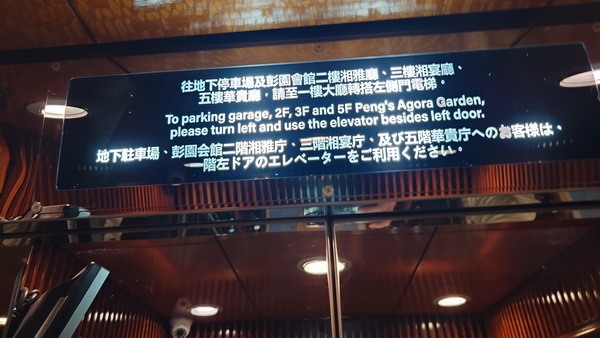 往地下停車場及彭園會館二樓湘雅廳、三樓湘宴廳、
五樓華貴廳，請至一樓大廳轉搭左側門電梯。
To parking garage, 2F, 3F and 5F Peng's Agora Garden,
please turn left and use the elevator besides left door.
地下駐車場、彭園会館二階湘雅庁、三階湘宴庁、及び五階華貴庁へのお客様は、
一階左ドアのエレベーターをご利用ください。